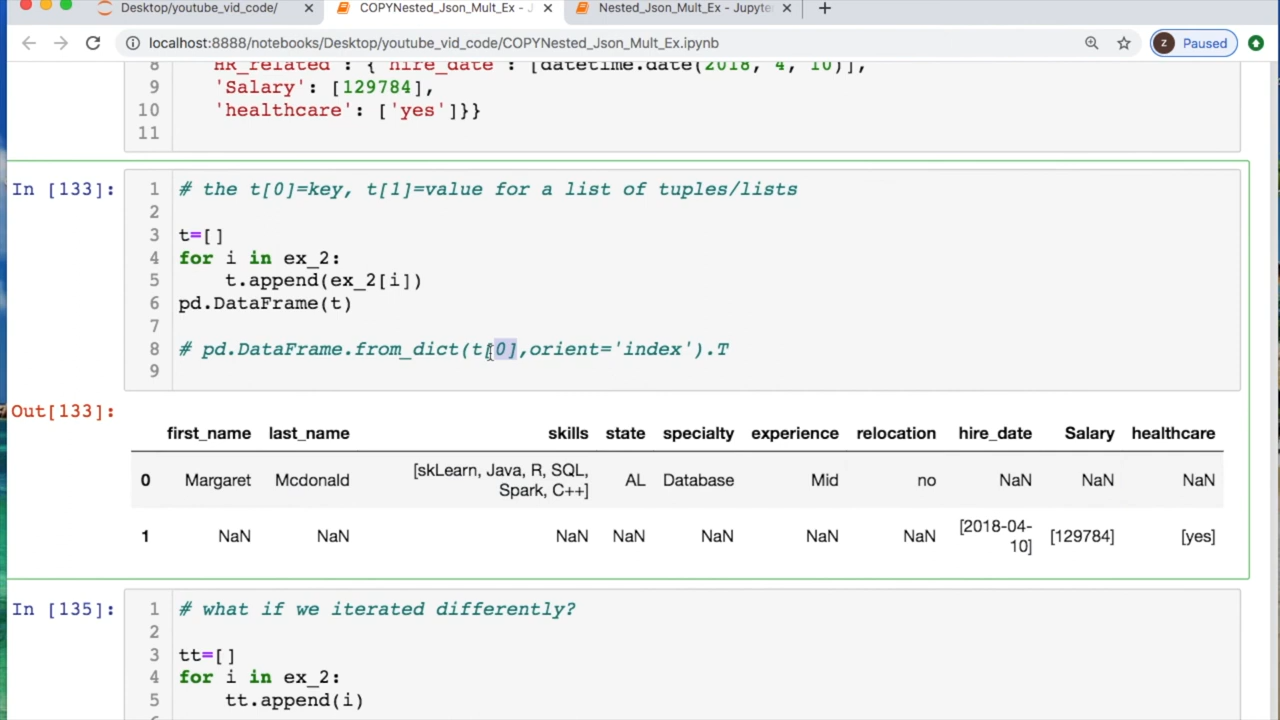 Desktop/youtube_vid_code/ COPYNested_Json_Mult_Ex - J Nested_Json_Mult_Ex - Jupyte
localhost:8888/notebooks/Desktop/youtube_vid_code/COPYNested_Json_Mult_Ex.ipynb Z Paused
8 'HR_related': { 'hire_date': [datetime.date(2018, 4, 10)],
9 'Salary': [129784],
10 'healthcare': ['yes']}}
11
In [133]: 1 # the t[0]=key, t[1]=value for a list of tuples/lists
2
3 t=[]
4 for i in ex_2:
5 t.append(ex_2[i])
6 pd.DataFrame(t)
7
8 # pd.DataFrame.from_dict(t[0],orient='index').T
9
Out[133]:
first_name last_name skills state specialty experience relocation hire_date Salary healthcare
0 Margaret Mcdonald [skLearn, Java, R, SQL, AL Database Mid no NaN NaN NaN
Spark, C++]
1 NaN NaN NaN NaN NaN NaN NaN [2018-04- [129784] [yes]
10]
In [135]: 1 # what if we iterated differently?
2
3 tt=[]
4 for i in ex_2:
5 tt.append(i)